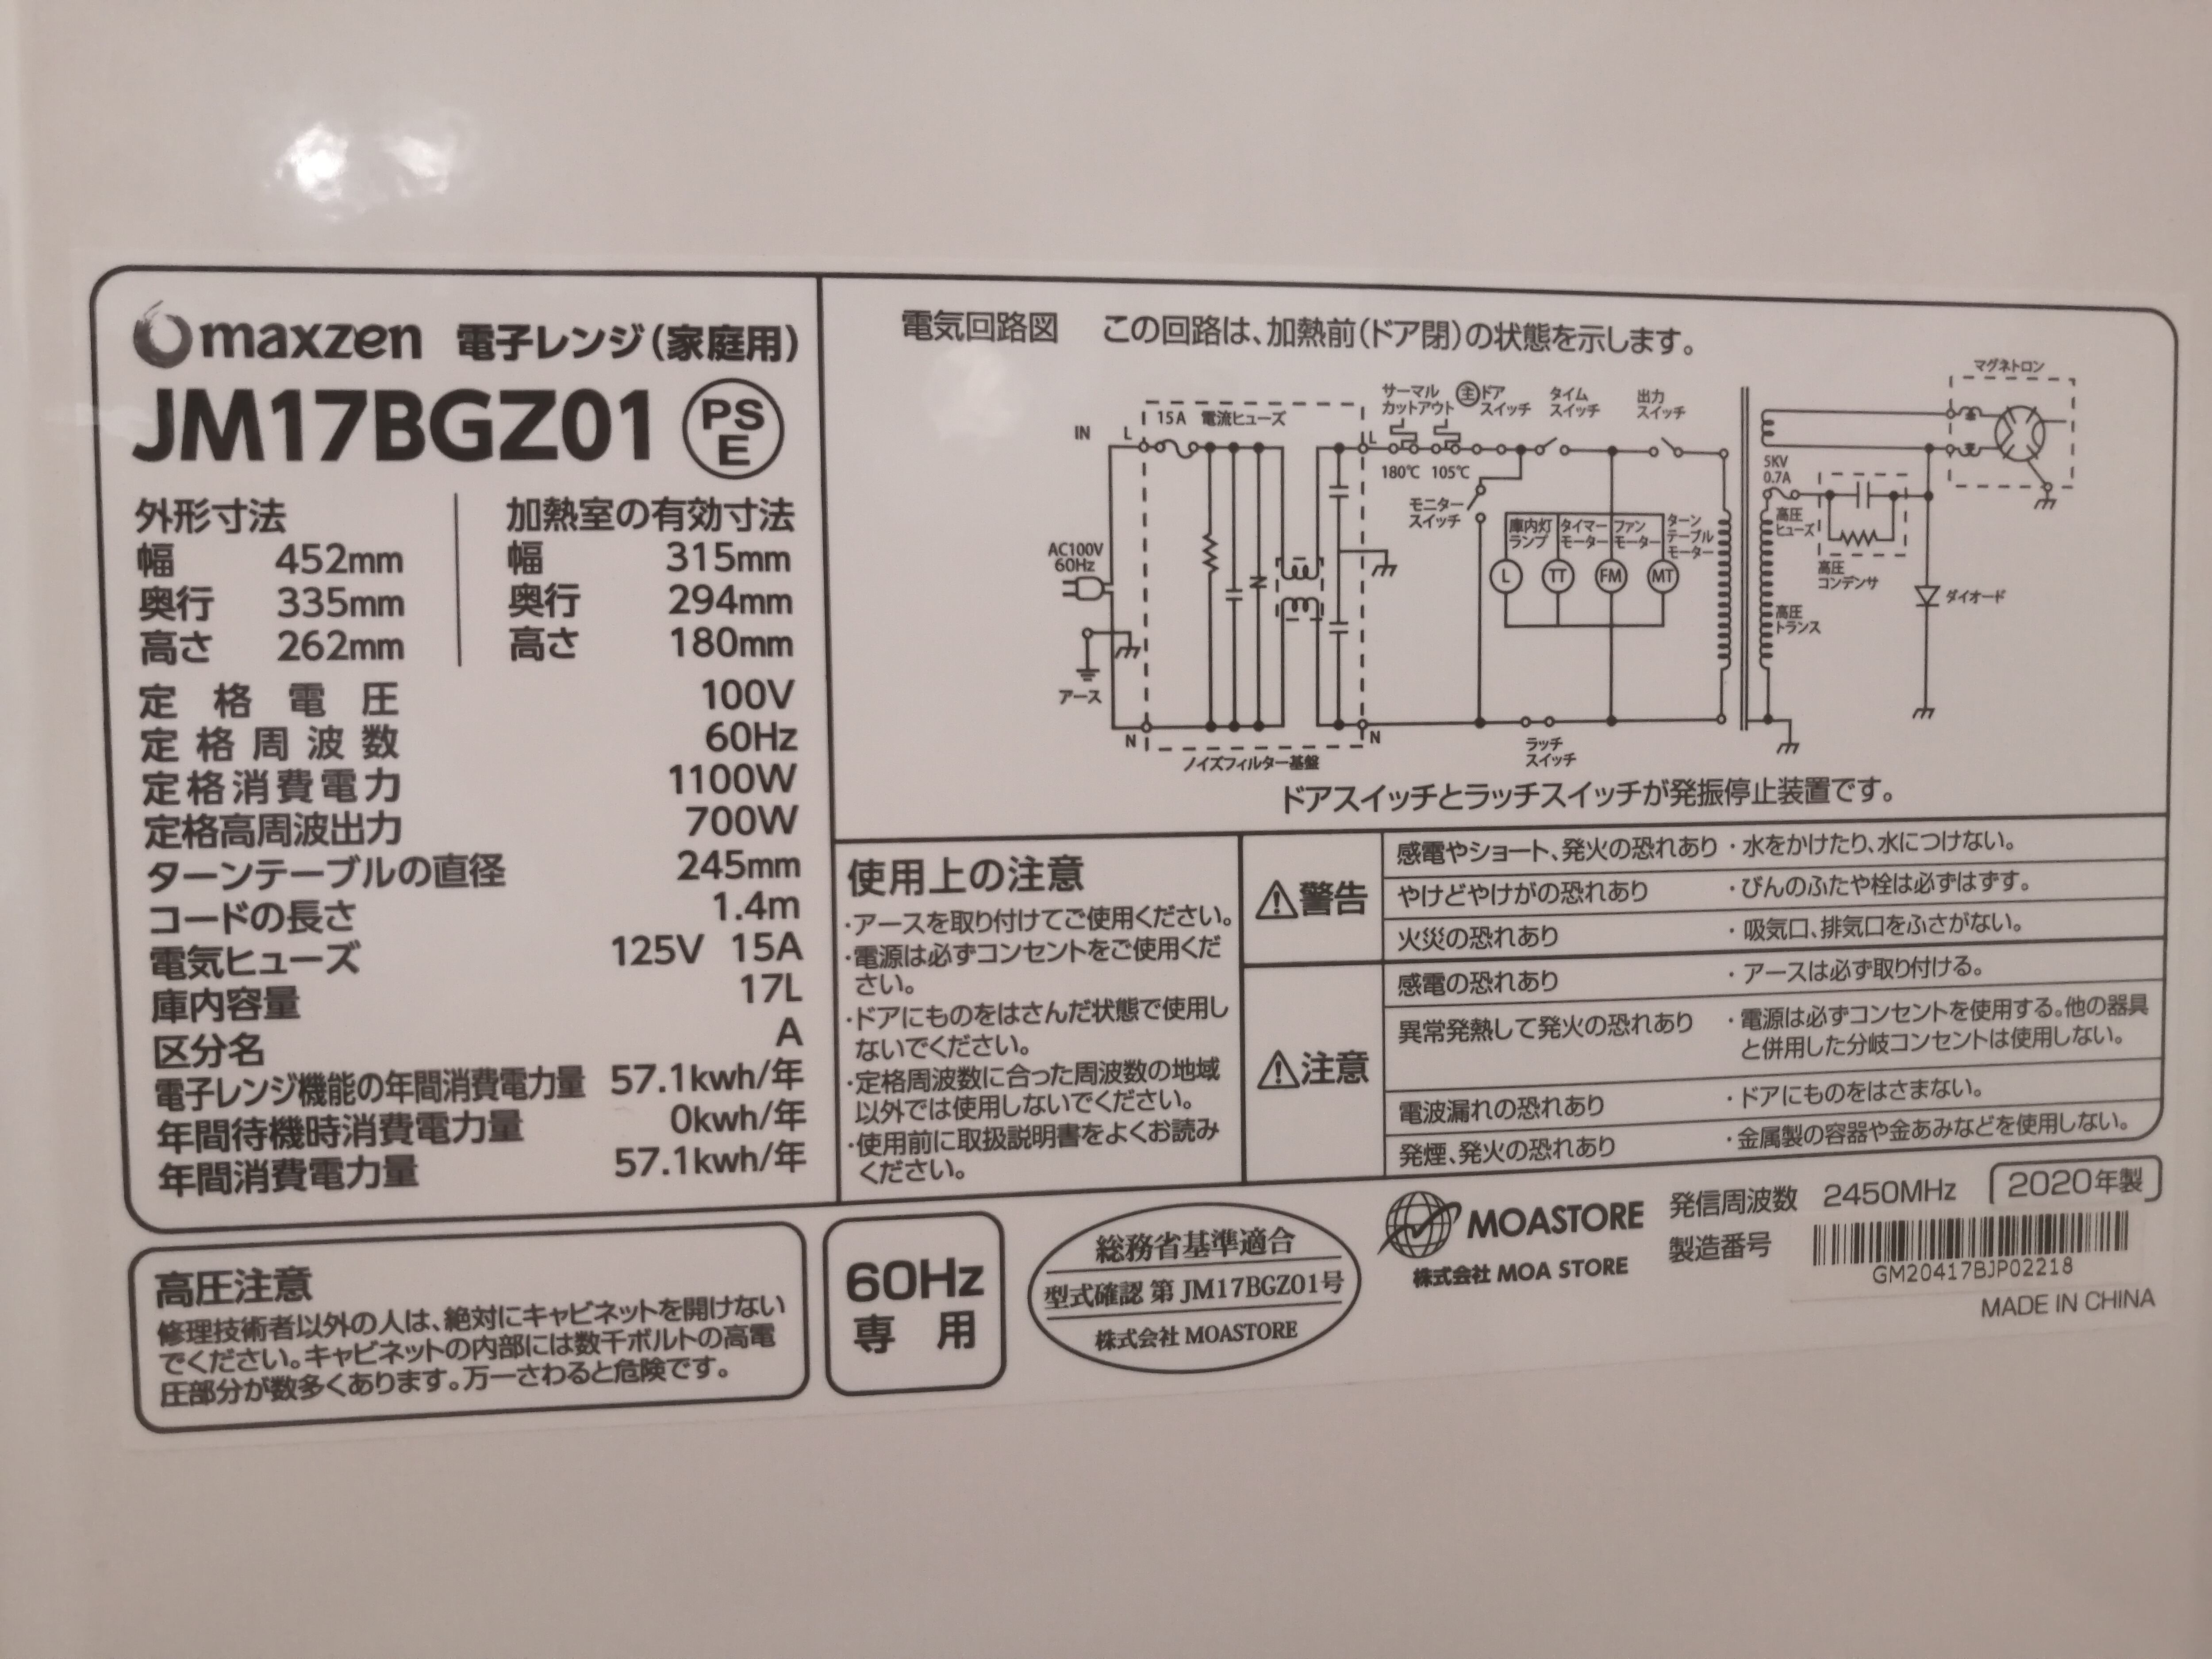 maxzen 電子レンジ(家庭用)
JM17BGZ01 PSE
外形寸法
幅 452mm
奥行 335mm
高さ 262mm
加熱室の有効寸法
幅 315mm
奥行 294mm
高さ 180mm
定格電圧 100V
定格周波数 60Hz
定格消費電力 1100W
定格高周波出力 700W
ターンテーブルの直径 245mm
コードの長さ 1.4m
電気ヒューズ 125V 15A
庫内容量 17L
区分名 A
電子レンジ機能の年間消費電力量 57.1kwh/年
年間待機時消費電力量 0kwh/年
年間消費電力量 57.1kwh/年
電気回路図 この回路は、加熱前(ドア閉)の状態を示します。
IN
L
15A 電流ヒューズ
L
サーマル
カットアウト
180℃ 105℃
主 ドア
スイッチ
タイム
スイッチ
出力
スイッチ
マグネトロン
モニター
スイッチ
庫内灯
ランプ
タイマー
モーター
ファン
モーター
ターン
テーブル
モーター
L
TT
FM
MT
5KV
0.7A
高圧
ヒューズ
高圧
コンデンサ
ダイオード
高圧
トランス
AC100V
60Hz
アース
N
N
ノイズフィルター基盤
ラッチ
スイッチ
ドアスイッチとラッチスイッチが発振停止装置です。
使用上の注意
・アースを取り付けてご使用ください。
・電源は必ずコンセントをご使用くだ
さい。
・ドアにものをはさんだ状態で使用し
ないでください。
・定格周波数に合った周波数の地域
以外では使用しないでください。
・使用前に取扱説明書をよくお読み
ください。
⚠警告
感電やショート、発火の恐れあり ・水をかけたり、水につけない。
やけどやけがの恐れあり ・びんのふたや栓は必ずはずす。
火災の恐れあり ・吸気口、排気口をふさがない。
⚠注意
感電の恐れあり ・アースは必ず取り付ける。
異常発熱して発火の恐れあり ・電源は必ずコンセントを使用する。他の器具
と併用した分岐コンセントは使用しない。
電波漏れの恐れあり ・ドアにものをはさまない。
発煙、発火の恐れあり ・金属製の容器や金あみなどを使用しない。
高圧注意
修理技術者以外の人は、絶対にキャビネットを開けない
でください。キャビネットの内部には数千ボルトの高電
圧部分が数多くあります。万一さわると危険です。
60Hz
専用
総務省基準適合
型式確認 第 JM17BGZ01号
株式会社 MOASTORE
MOASTORE
株式会社 MOA STORE
発信周波数 2450MHz 2020年製
製造番号
GM20417BJP02218
MADE IN CHINA